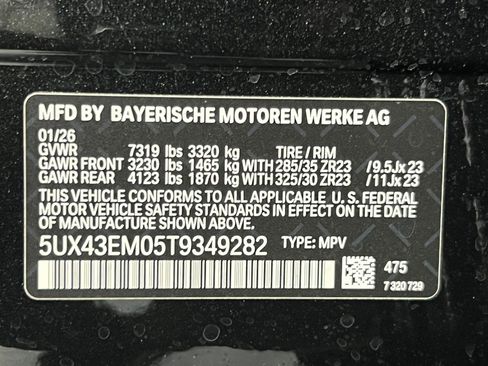 MFD BY BAYERISCHE MOTOREN WERKE AG
01/26
GVWR 7319 lbs 3320 kg TIRE / RIM
GAWR FRONT 3230 lbs 1465 kg WITH 285/35 ZR23 /9.5Jx23
GAWR REAR 4123 lbs 1870 kg WITH 325/30 ZR23 /11Jx23
THIS VEHICLE CONFORMS TO ALL APPLICABLE U. S. FEDERAL
MOTOR VEHICLE SAFETY STANDARDS IN EFFECT ON THE
DATE OF MANUFACTURE SHOWN ABOVE.
5UX43EM05T9349282 TYPE: MPV
475
7 320 729